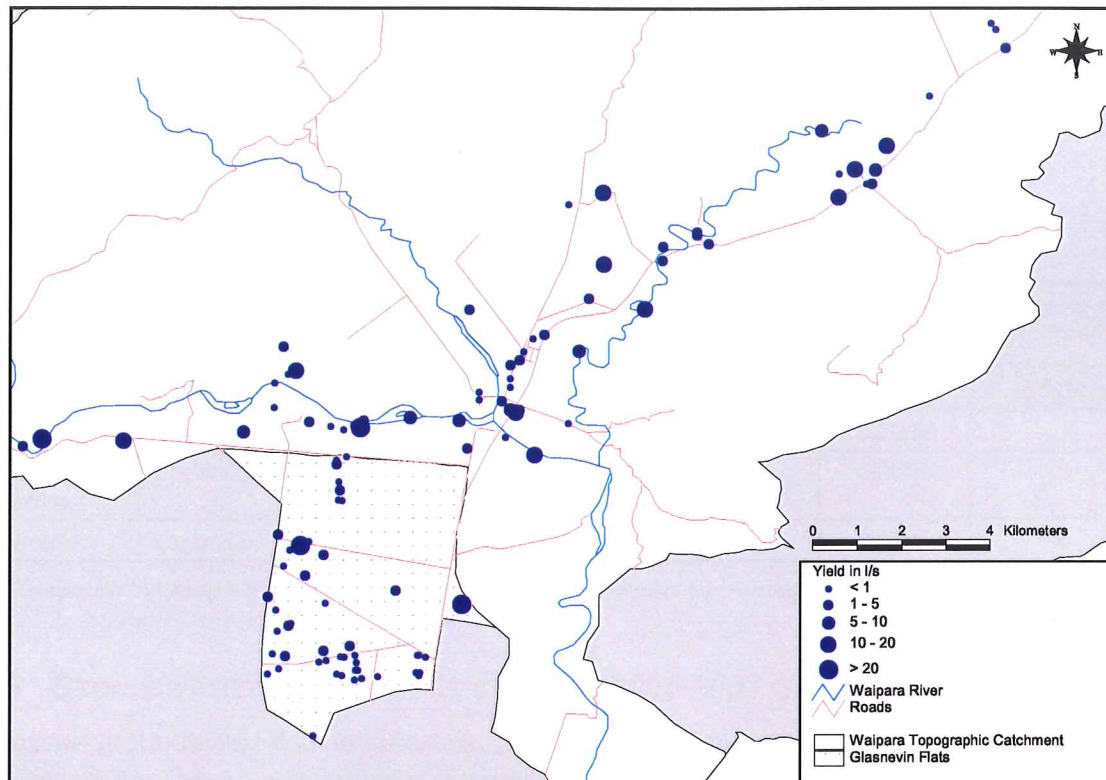 N
W E
S
0 1 2 3 4 Kilometers
Yield in l/s
< 1
1 - 5
5 - 10
10 - 20
> 20
Waipara River
Roads
Waipara Topographic Catchment
Glasnevin Flats